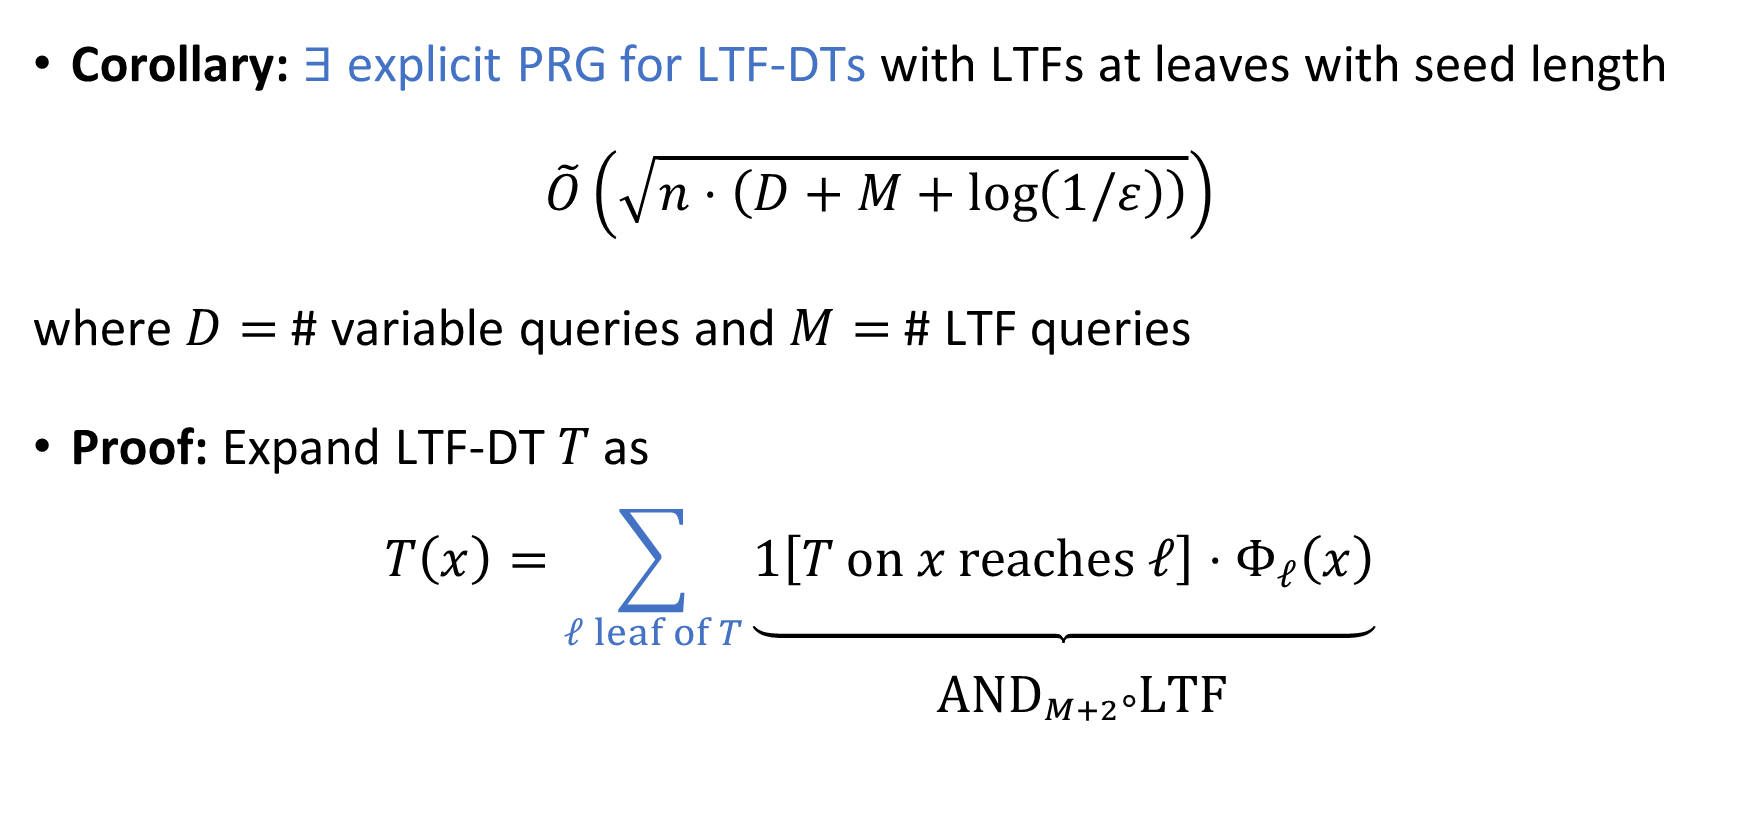 • Corollary: ∃ explicit PRG for LTF-DTs with LTFs at leaves with seed length
Õ(√(n · (D + M + log(1/ε))))
where D = # variable queries and M = # LTF queries
• Proof: Expand LTF-DT T as
T(x) = ∑ 1[T on x reaches ℓ] · Φ_ℓ(x)
ℓ leaf of T
AND_{M+2}∘LTF